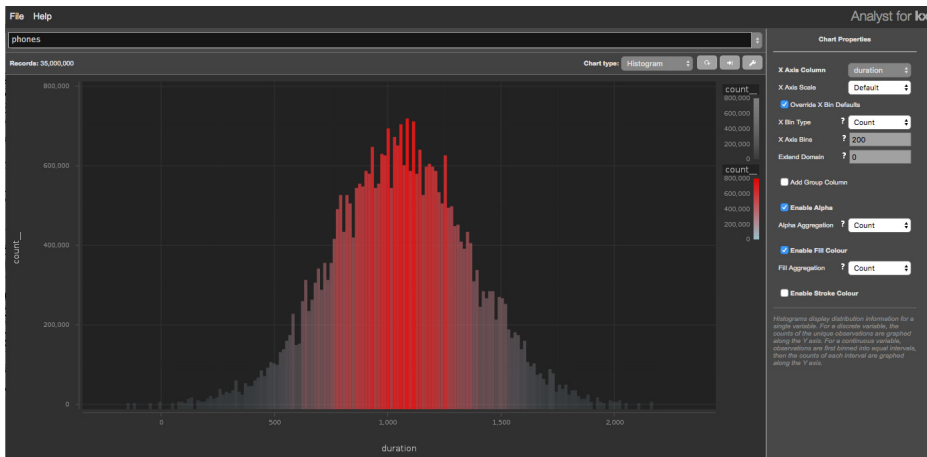 File Help
Analyst for
phones
Records: 35,000,000
Chart type: Histogram
800,000
600,000
400,000
200,000
0
count__
0
500
1,000
1,500
2,000
duration
count__
800,000
600,000
400,000
200,000
0
count__
800,000
600,000
400,000
200,000
0
Chart Properties
X Axis Column duration
X Axis Scale Default
Override X Bin Defaults
X Bin Type ? Count
X Axis Bins ? 200
Extend Domain ? 0
Add Group Column
Enable Alpha
Alpha Aggregation ? Count
Enable Fill Colour
Fill Aggregation ? Count
Enable Stroke Colour
Histograms display distribution information for a
single variable. For a discrete variable, the
counts of the unique observations are graphed
along the Y axis. For a continuous variable,
observations are first binned into equal intervals,
then the counts of each interval are graphed
along the Y axis.